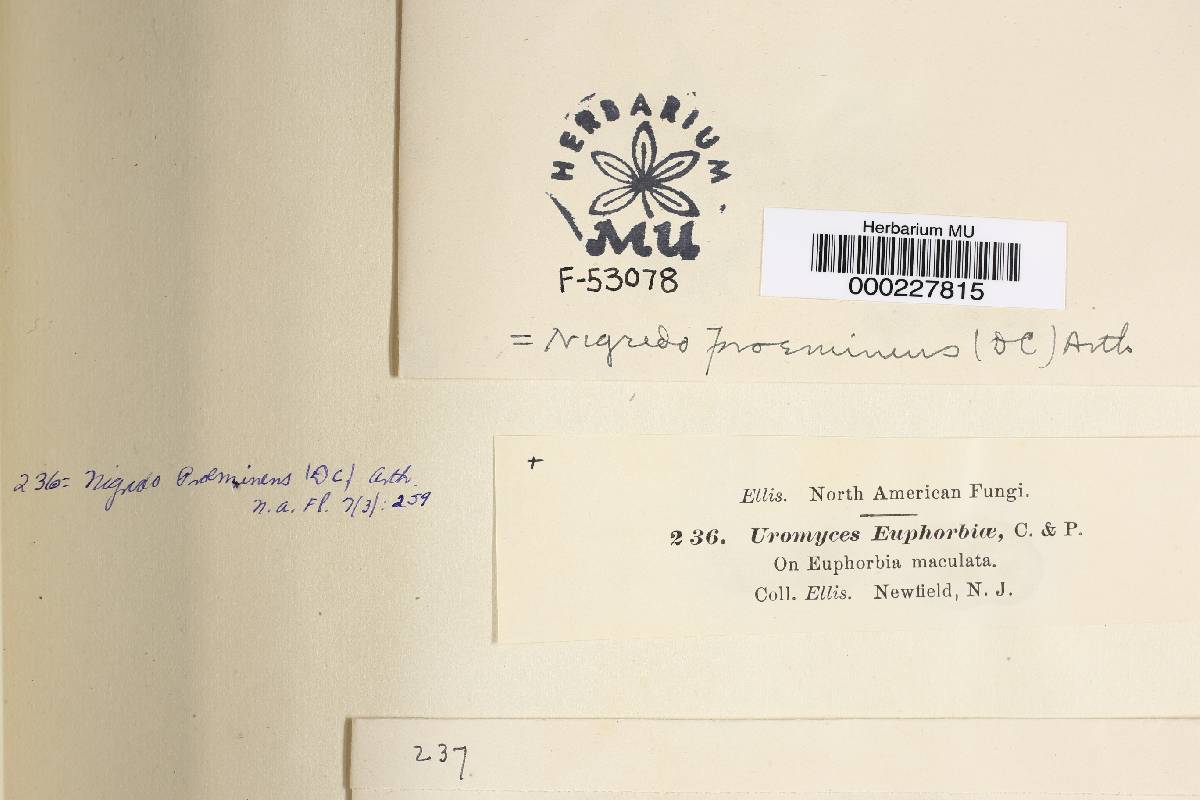 HERBARIUM
MU
F-53078
Herbarium MU
000227815
= Nigredo proeminens (DC) Arth
236= Nigredo Proeminens (DC) Arth.
N. A. Fl. 7(3): 259
+
Ellis. North American Fungi.
236. Uromyces Euphorbiæ, C. & P.
On Euphorbia maculata.
Coll. Ellis. Newfield, N. J.
237